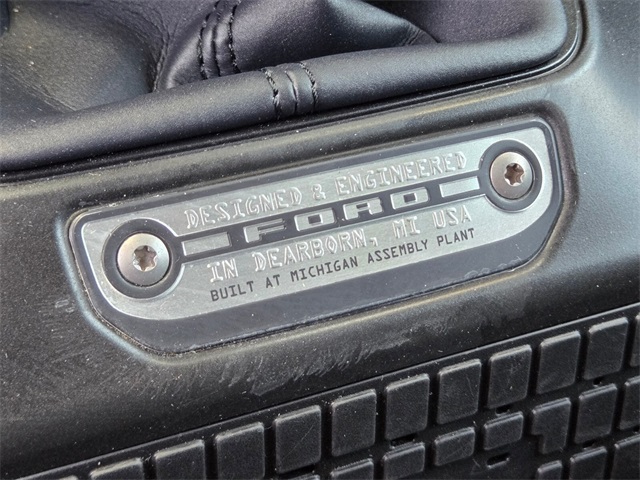 DESIGNED & ENGINEERED
FORD
IN DEARBORN, MI USA
BUILT AT MICHIGAN ASSEMBLY PLANT